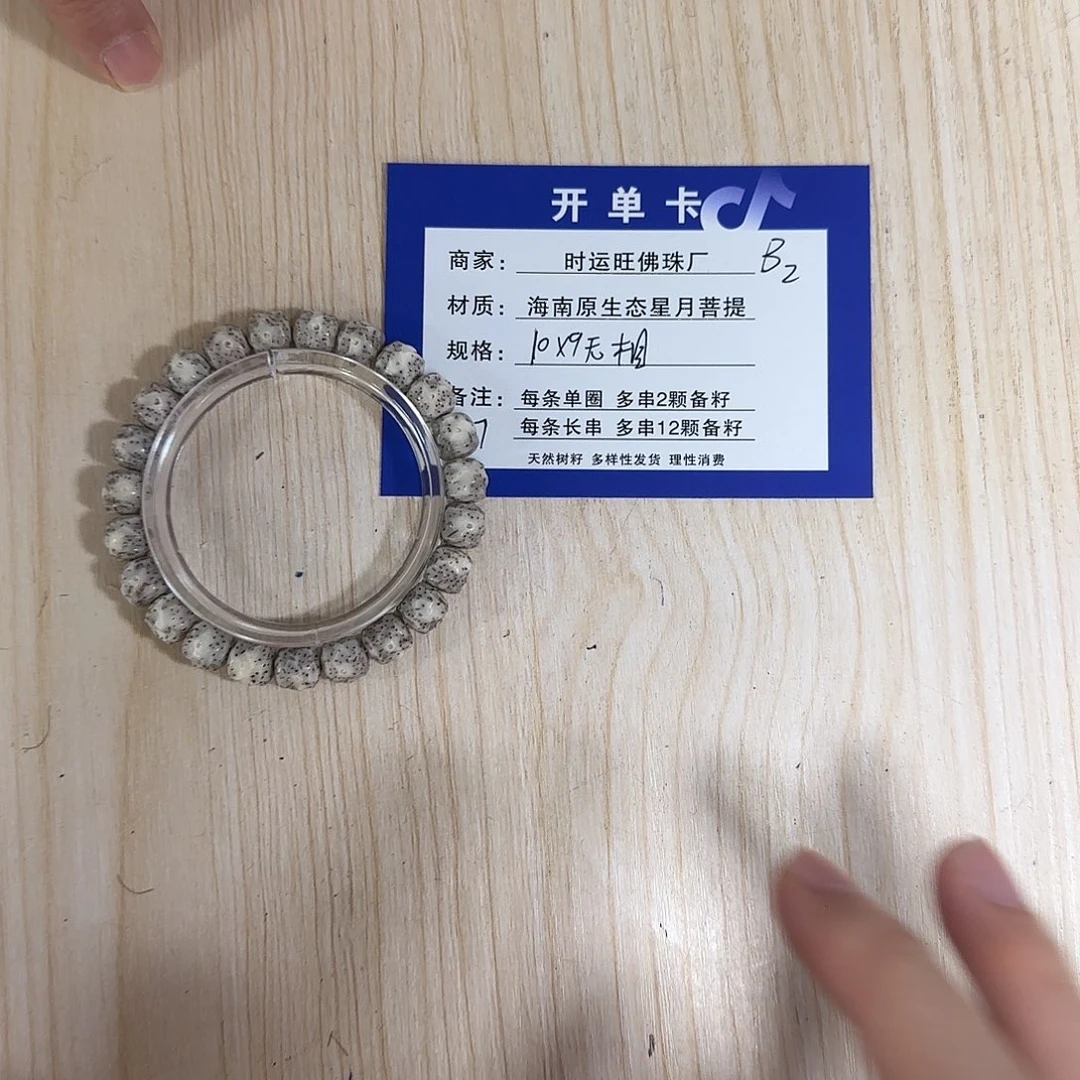 开单卡
商家: 时运旺佛珠厂 B2
材质: 海南原生态星月菩提
规格: 10X9无相
备注: 每条单圈 多串2颗备籽
7 每条长串 多串12颗备籽
天然树籽 多样性发货 理性消费